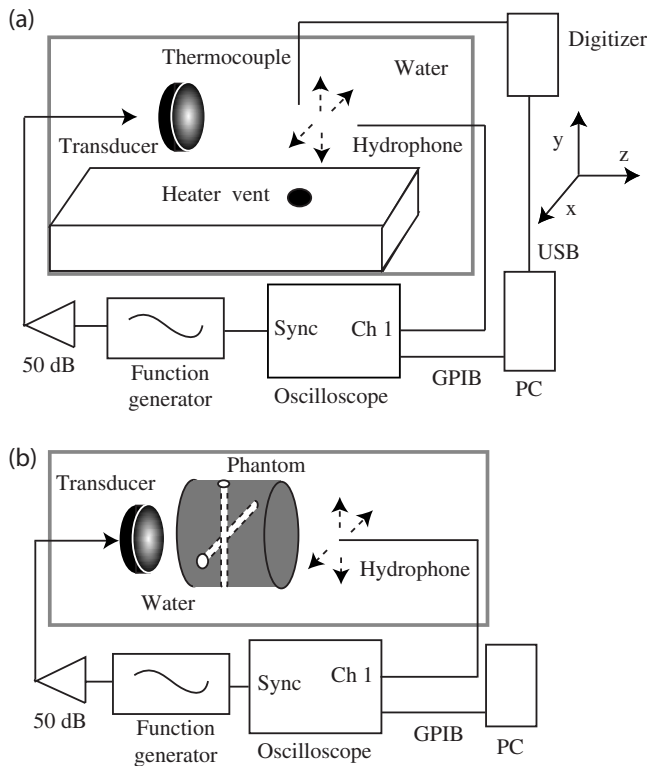 (a)
Thermocouple
Water
Digitizer
Transducer
Hydrophone
y
z
x
Heater vent
USB
Sync
Ch 1
50 dB
Function
generator
Oscilloscope
GPIB
PC
(b)
Phantom
Transducer
Hydrophone
Water
Sync
Ch 1
50 dB
Function
generator
Oscilloscope
GPIB
PC